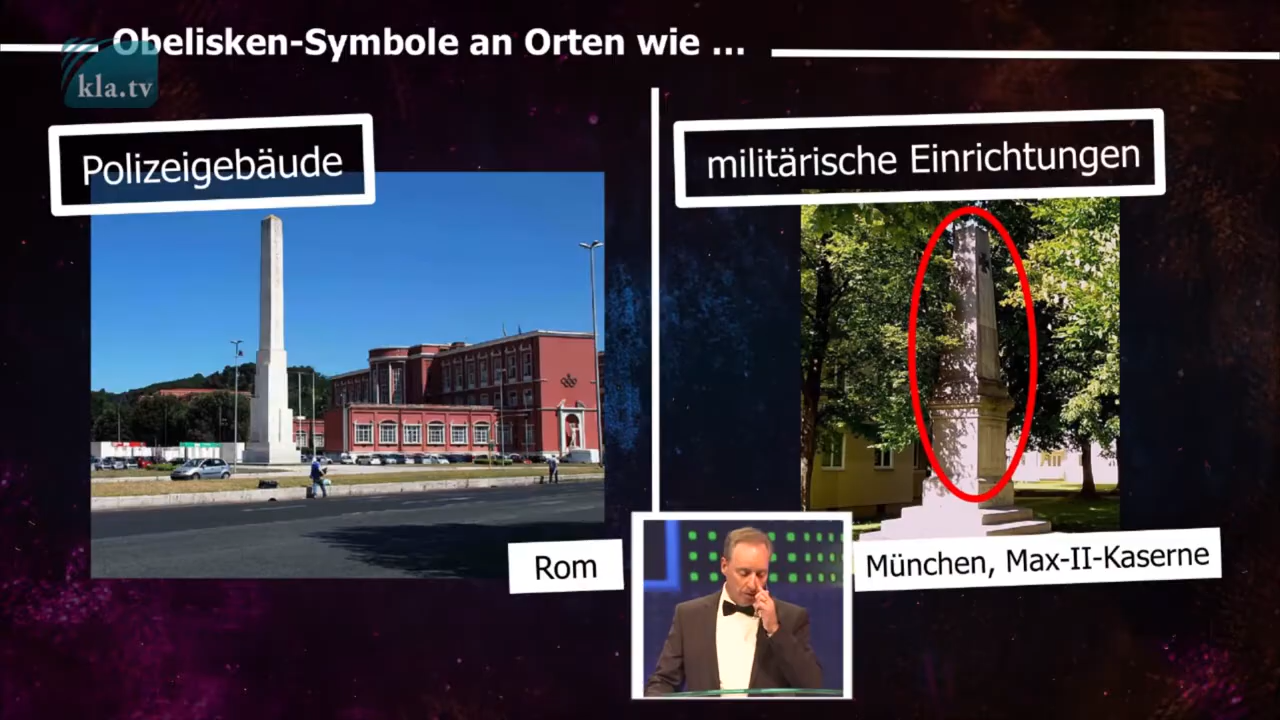 Obelisken-Symbole an Orten wie ...
kla.tv
Polizeigebäude
militärische Einrichtungen
Rom
München, Max-II-Kaserne